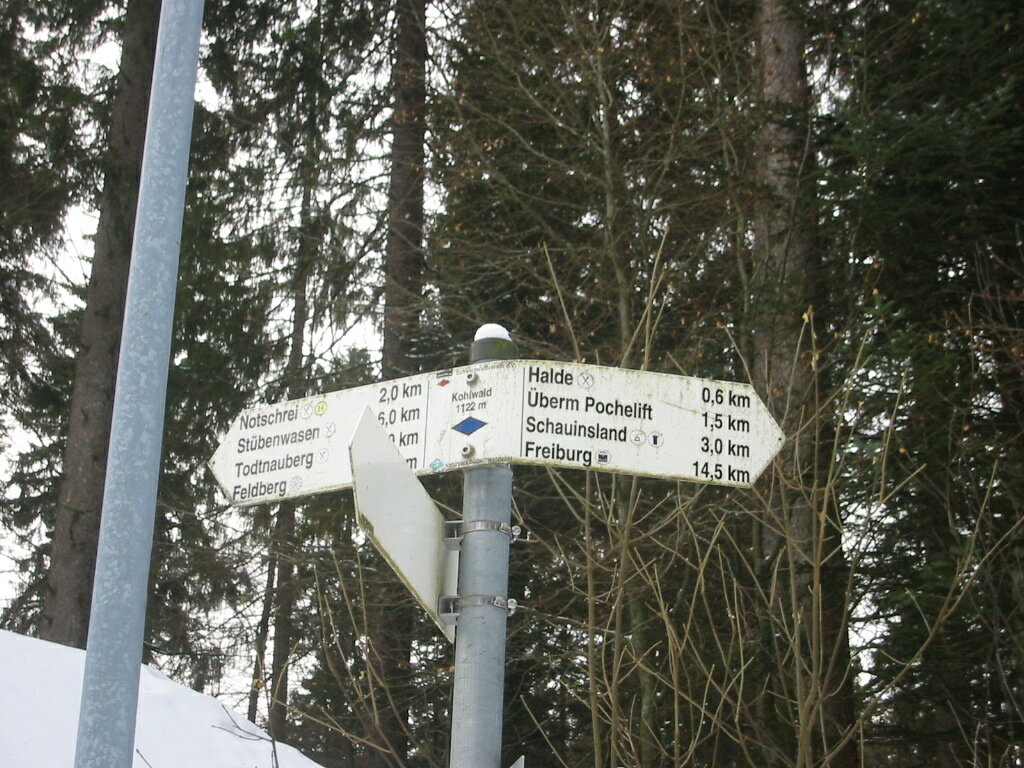 Notschrei H 2,0 km
Stübenwasen 6,0 km
Todtnauberg km
Feldberg
Kohlwald
1122 m
Halde 0,6 km
Überm Pochelift 1,5 km
Schauinsland 3,0 km
Freiburg 14,5 km